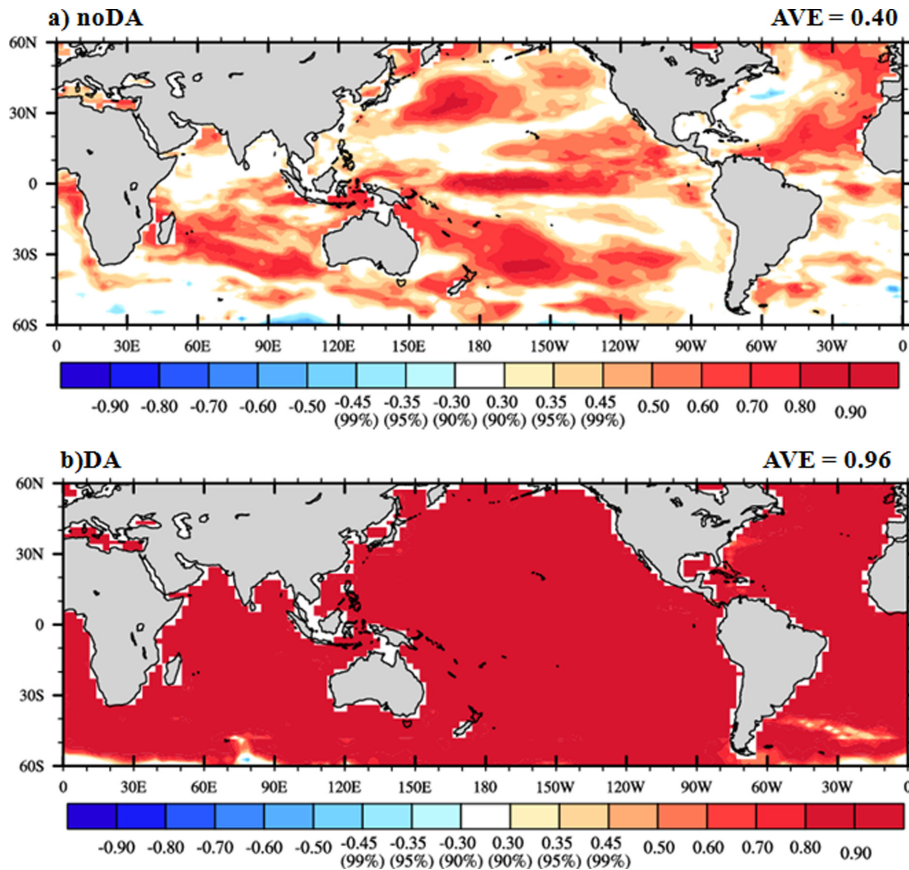 a) noDA AVE = 0.40
60N
30N
0
30S
60S
0 30E 60E 90E 120E 150E 180 150W 120W 90W 60W 30W 0
-0.90 -0.80 -0.70 -0.60 -0.50 -0.45 -0.35 -0.30 0.30 0.35 0.45 0.50 0.60 0.70 0.80 0.90
(99%) (95%) (90%) (90%) (95%) (99%)
b)DA AVE = 0.96
60N
30N
0
30S
60S
0 30E 60E 90E 120E 150E 180 150W 120W 90W 60W 30W 0
-0.90 -0.80 -0.70 -0.60 -0.50 -0.45 -0.35 -0.30 0.30 0.35 0.45 0.50 0.60 0.70 0.80 0.90
(99%) (95%) (90%) (90%) (95%) (99%)